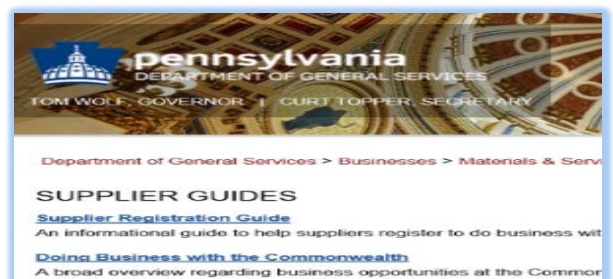 pennsylvania
DEPARTMENT OF GENERAL SERVICES
TOM WOLF, GOVERNOR | CURT TOPPER, SECRETARY
Department of General Services > Businesses > Materials & Serv
SUPPLIER GUIDES
Supplier Registration Guide
An informational guide to help suppliers register to do business wit
Doing Business with the Commonwealth
A broad overview regarding business opportunities at the Common